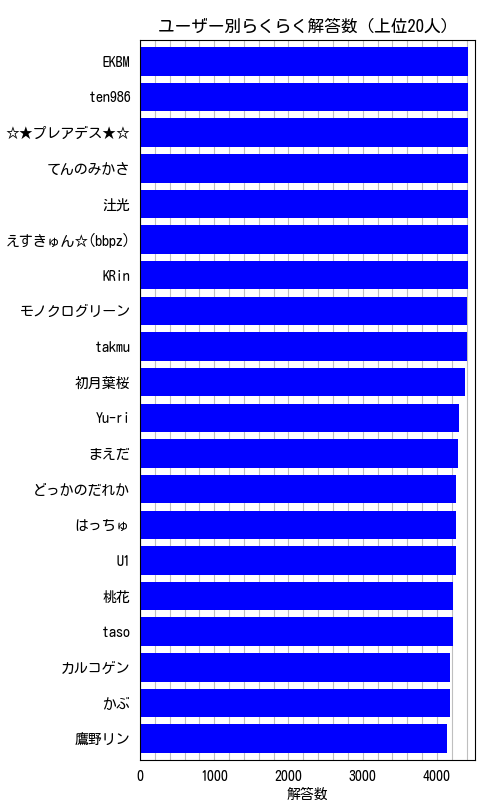 ユーザー別らくらく解答数（上位20人）
EKBM
ten986
☆★プレアデス★☆
てんのみかさ
汢光
えすきゅん☆(bbpz)
KRin
モノクログリーン
takmu
初月葉桜
Yu-ri
まえだ
どっかのだれか
はっちゅ
U1
桃花
taso
カルコゲン
かぶ
鷹野リン
0 1000 2000 3000 4000
解答数